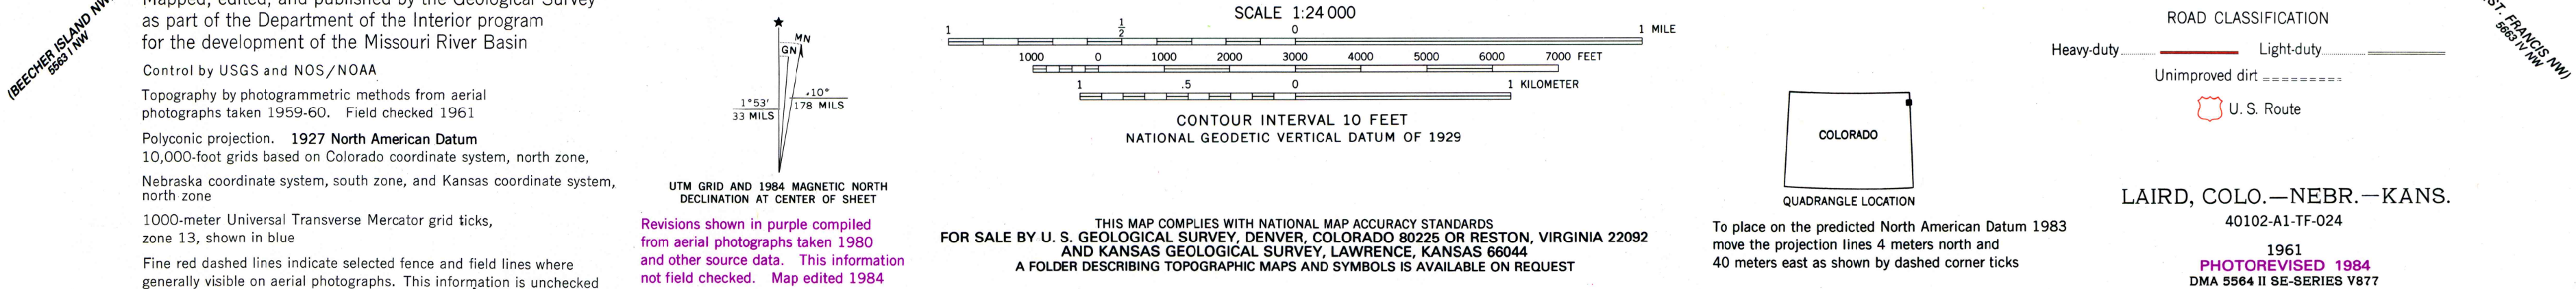 (BEECHER ISLAND NW)
5563 I NW
Mapped, edited, and published by the Geological Survey
as part of the Department of the Interior program
for the development of the Missouri River Basin
Control by USGS and NOS/NOAA
Topography by photogrammetric methods from aerial
photographs taken 1959-60. Field checked 1961
Polyconic projection. 1927 North American Datum
10,000-foot grids based on Colorado coordinate system, north zone,
Nebraska coordinate system, south zone, and Kansas coordinate system,
north zone
1000-meter Universal Transverse Mercator grid ticks,
zone 13, shown in blue
Fine red dashed lines indicate selected fence and field lines where
generally visible on aerial photographs. This information is unchecked
★
GN
MN
1°53'
33 MILS
10°
178 MILS
UTM GRID AND 1984 MAGNETIC NORTH
DECLINATION AT CENTER OF SHEET
Revisions shown in purple compiled
from aerial photographs taken 1980
and other source data. This information
not field checked. Map edited 1984
SCALE 1:24 000
1 ½ 0 1 MILE
1000 0 1000 2000 3000 4000 5000 6000 7000 FEET
1 .5 0 1 KILOMETER
CONTOUR INTERVAL 10 FEET
NATIONAL GEODETIC VERTICAL DATUM OF 1929
THIS MAP COMPLIES WITH NATIONAL MAP ACCURACY STANDARDS
FOR SALE BY U. S. GEOLOGICAL SURVEY, DENVER, COLORADO 80225 OR RESTON, VIRGINIA 22092
AND KANSAS GEOLOGICAL SURVEY, LAWRENCE, KANSAS 66044
A FOLDER DESCRIBING TOPOGRAPHIC MAPS AND SYMBOLS IS AVAILABLE ON REQUEST
COLORADO
QUADRANGLE LOCATION
To place on the predicted North American Datum 1983
move the projection lines 4 meters north and
40 meters east as shown by dashed corner ticks
ROAD CLASSIFICATION
Heavy-duty Light-duty
Unimproved dirt
U. S. Route
ST. FRANCIS NW)
5663 IV NW
LAIRD, COLO.—NEBR.—KANS.
40102-A1-TF-024
1961
PHOTOREVISED 1984
DMA 5564 II SE-SERIES V877